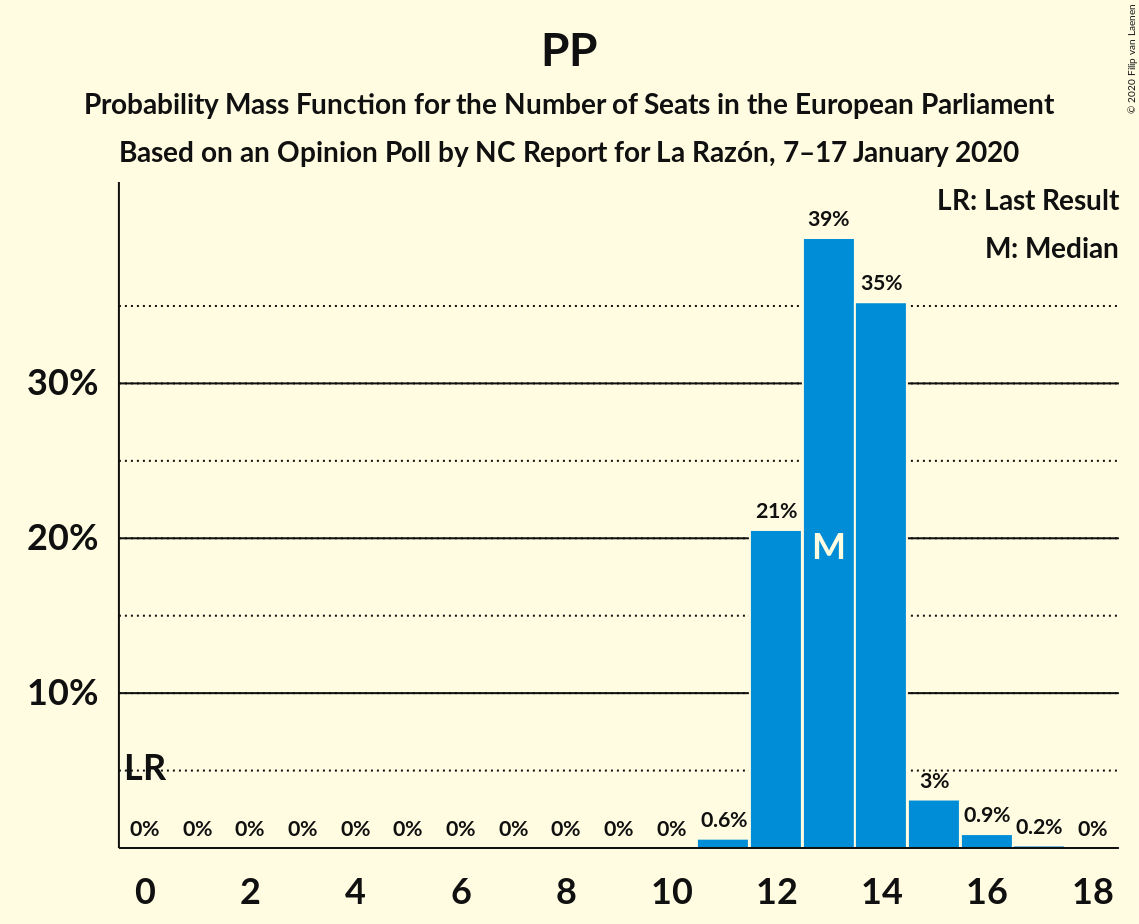 PP
Probability Mass Function for the Number of Seats in the European Parliament
Based on an Opinion Poll by NC Report for La Razón, 7–17 January 2020
© 2020 Filip van Laenen
LR: Last Result
M: Median
39%
35%
30%
21%
20%
M
10%
LR
0% 0% 0% 0% 0% 0% 0% 0% 0% 0% 0% 0.6% 3% 0.9% 0.2% 0%
0 2 4 6 8 10 12 14 16 18